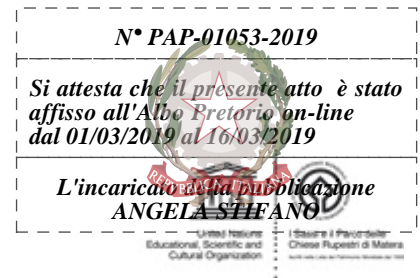 N° PAP-01053-2019
Si attesta che il presente atto è stato
affisso all'Albo Pretorio on-line
dal 01/03/2019 al 16/03/2019
L'incaricato della pubblicazione
ANGELA STIFANO
REPVBBLICA ITALIANA
United Nations
Educational, Scientific and
Cultural Organization
I Sassi e il Parco delle
Chiese Rupestri di Matera